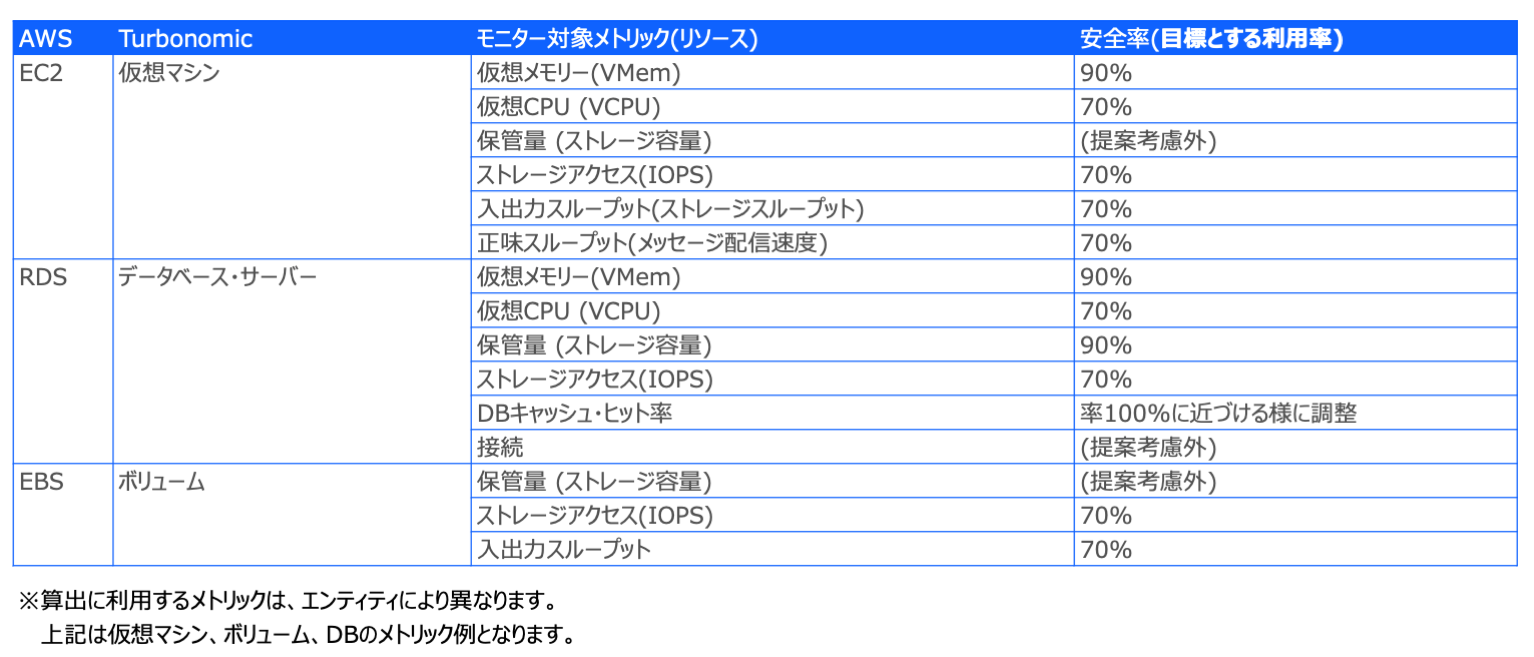 AWS Turbonomic モニター対象メトリック(リソース) 安全率(目標とする利用率)
EC2 仮想マシン 仮想メモリー(VMem) 90%
仮想CPU (VCPU) 70%
保管量 (ストレージ容量) (提案考慮外)
ストレージアクセス(IOPS) 70%
入出力スループット(ストレージスループット) 70%
正味スループット(メッセージ配信速度) 70%
RDS データベース・サーバー 仮想メモリー(VMem) 90%
仮想CPU (VCPU) 70%
保管量 (ストレージ容量) 90%
ストレージアクセス(IOPS) 70%
DBキャッシュ・ヒット率 率100%に近づける様に調整
接続 (提案考慮外)
EBS ボリューム 保管量 (ストレージ容量) (提案考慮外)
ストレージアクセス(IOPS) 70%
入出力スループット 70%
※算出に利用するメトリックは、エンティティにより異なります。
上記は仮想マシン、ボリューム、DBのメトリック例となります。